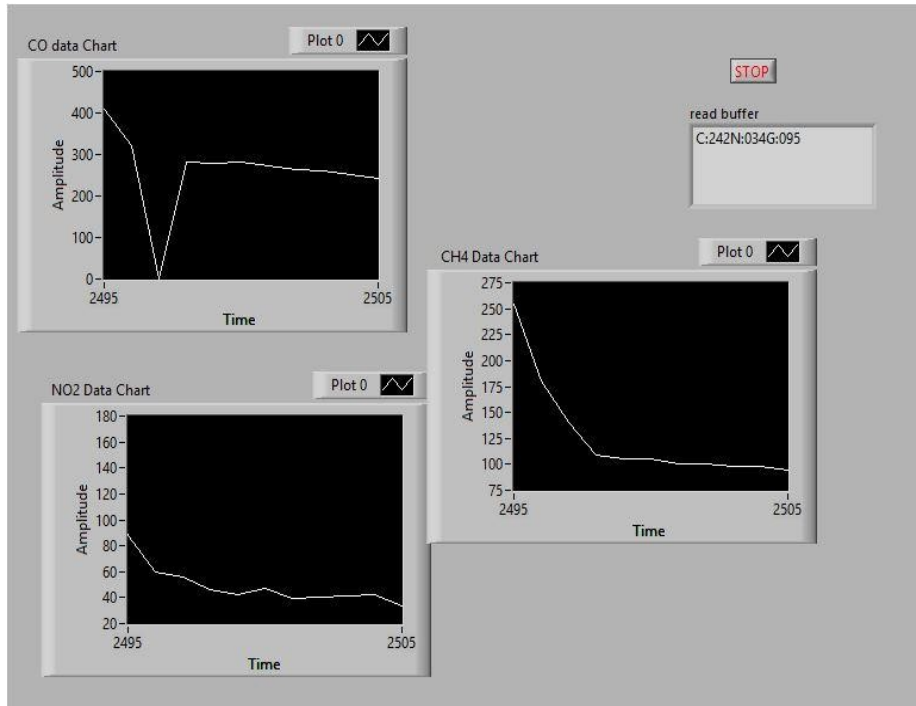 CO data Chart
Plot 0
500
400
300
200
100
0
Amplitude
2495
2505
Time
STOP
read buffer
C:242N:034G:095
CH4 Data Chart
Plot 0
275
250
225
200
175
150
125
100
75
Amplitude
2495
2505
Time
NO2 Data Chart
Plot 0
180
160
140
120
100
80
60
40
20
Amplitude
2495
2505
Time